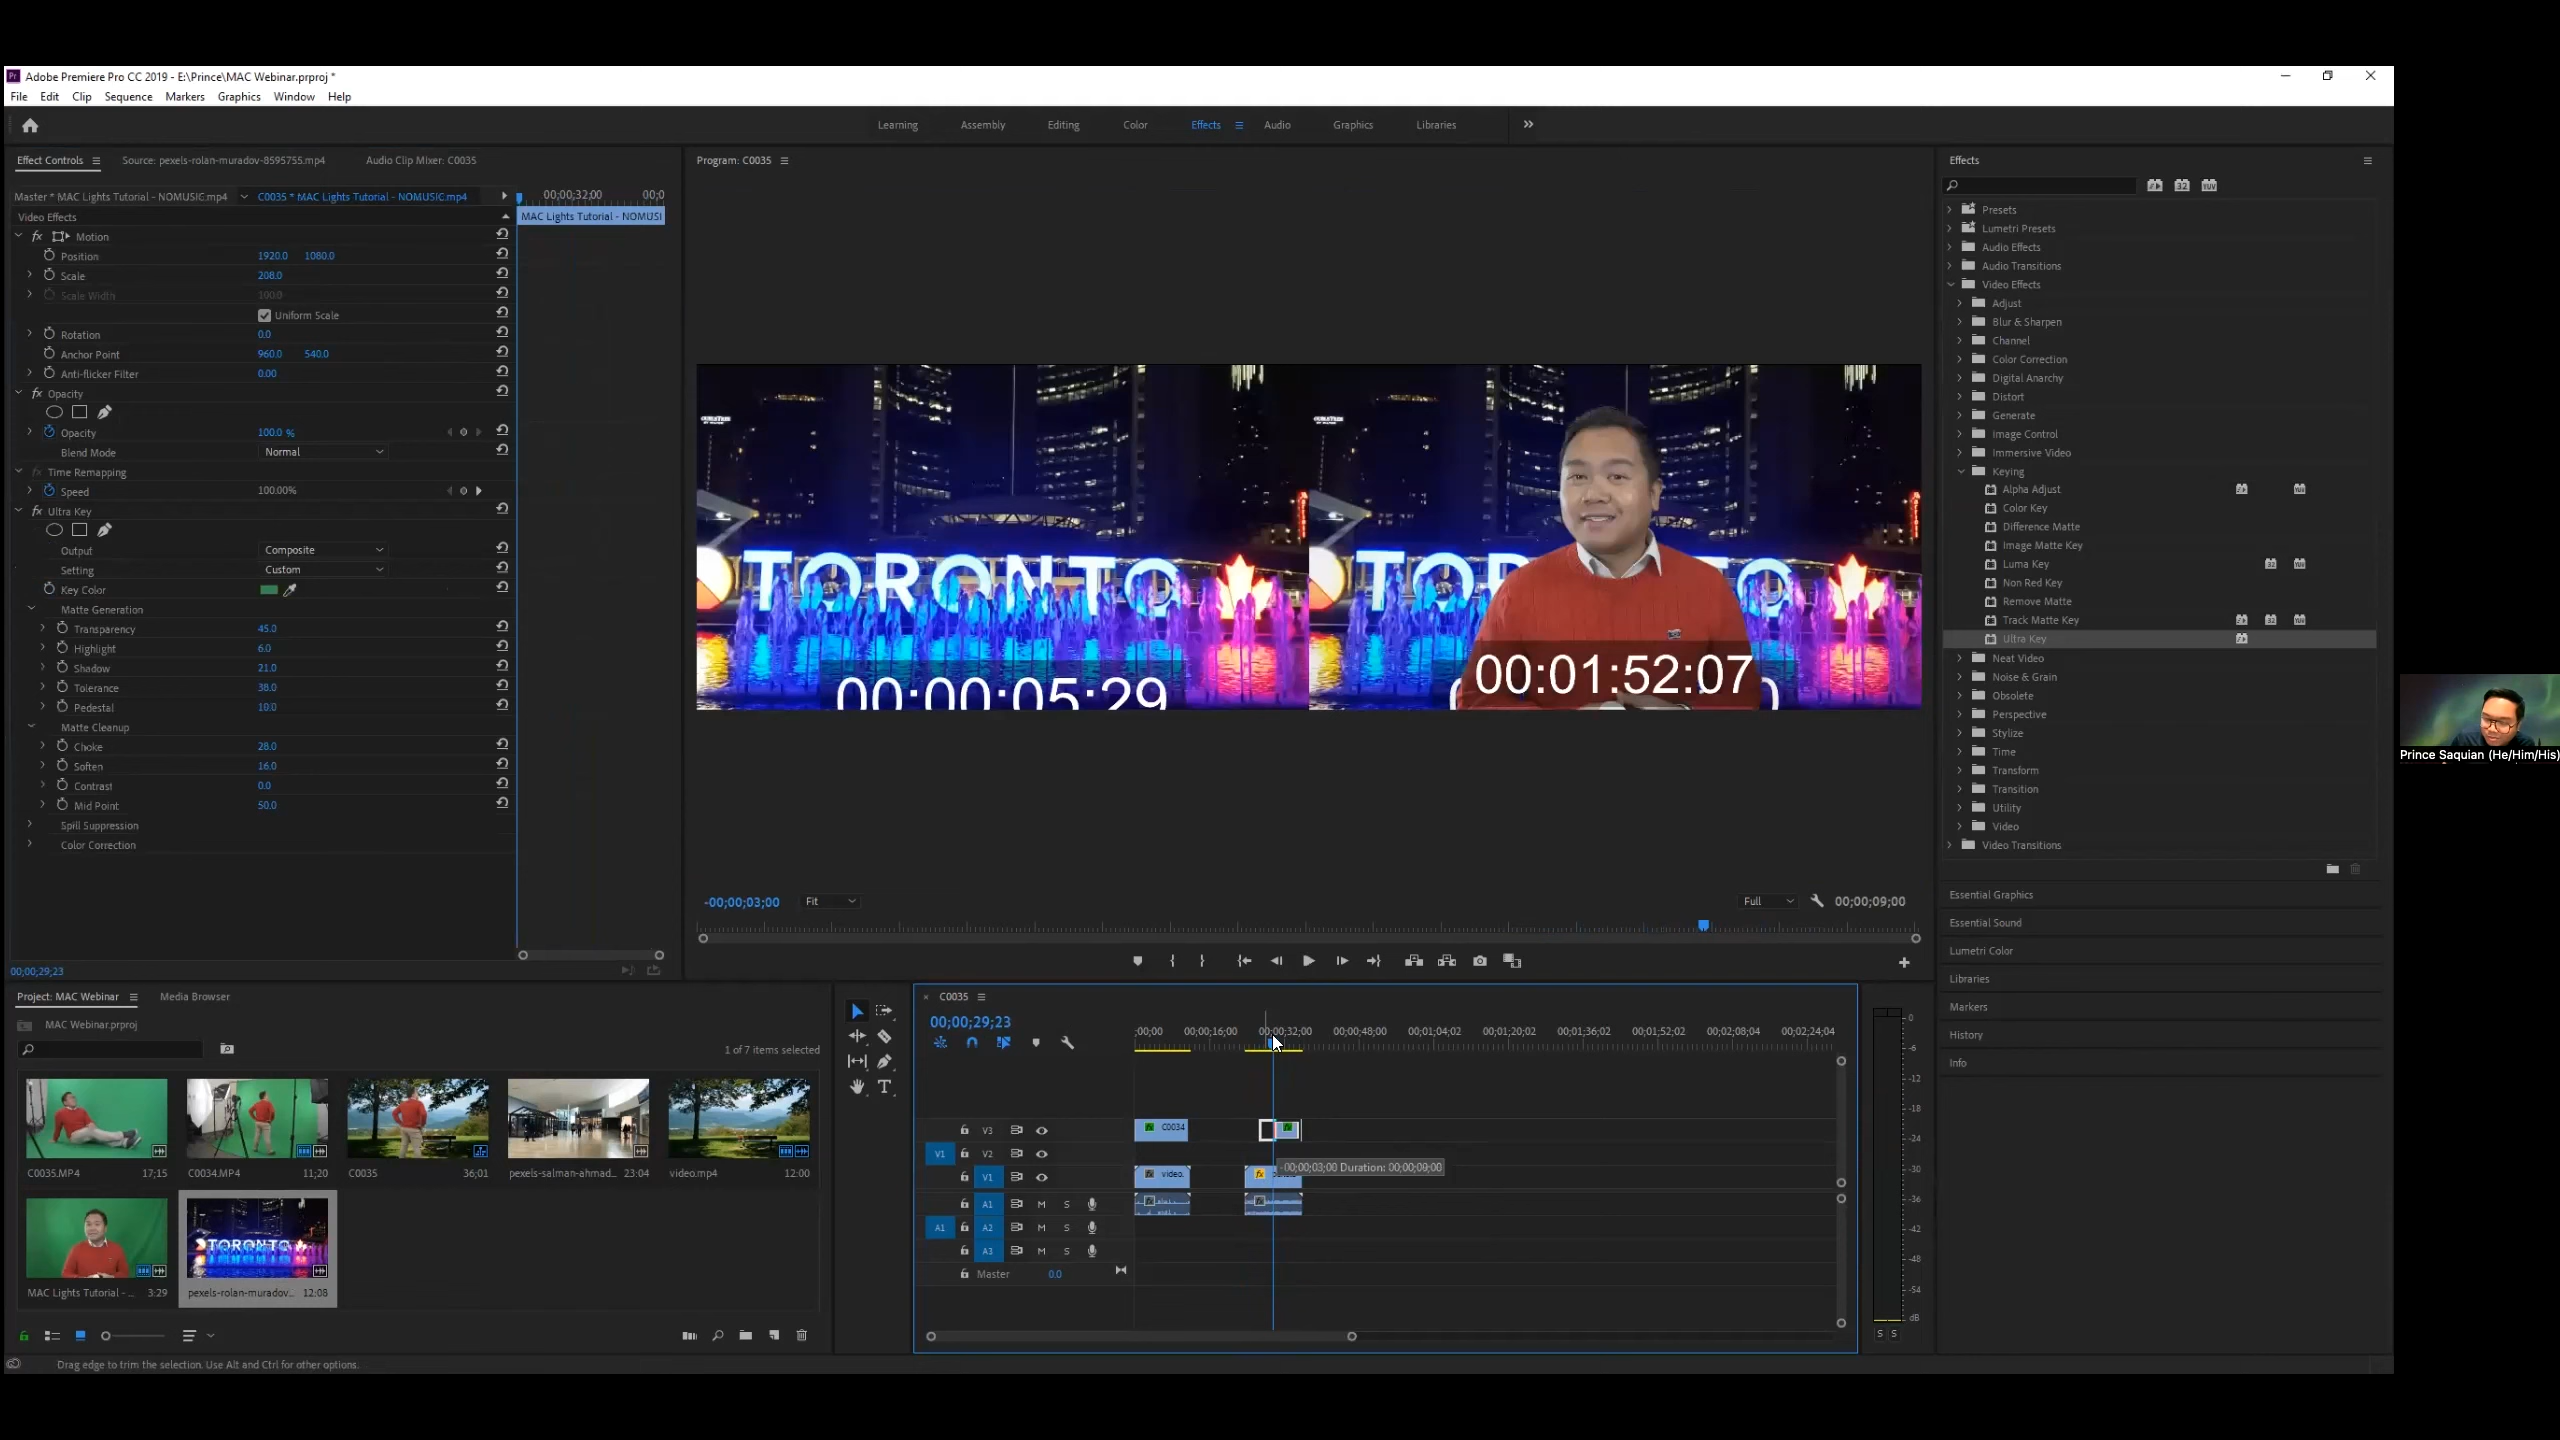 Adobe Premiere Pro CC 2019 - E:\Prince\MAC Webinar.prproj *
File Edit Clip Sequence Markers Graphics Window Help
Learning Assembly Editing Color Effects Audio Graphics Libraries
Effect Controls Source: pexels-rolan-muradov-8595755.mp4 Audio Clip Mixer: C0035
Master * MAC Lights Tutorial - NOMUSIC.mp4 C0035 * MAC Lights Tutorial - NOMUSIC.mp4
00;00;32;00 00;0
Video Effects
MAC Lights Tutorial - NOMUSI
fx Motion
Position 1920.0 1080.0
Scale 208.0
Scale Width 100.0
Uniform Scale
Rotation 0.0
Anchor Point 960.0 540.0
Anti-flicker Filter 0.00
fx Opacity
Opacity 100.0 %
Blend Mode Normal
Time Remapping
Speed 100.00%
fx Ultra Key
Output Composite
Setting Custom
Key Color
Matte Generation
Transparency 45.0
Highlight 6.0
Shadow 21.0
Tolerance 38.0
Pedestal 10.0
Matte Cleanup
Choke 28.0
Soften 16.0
Contrast 0.0
Mid Point 50.0
Spill Suppression
Color Correction
00;00;29;23
Program: C0035
TORONTO
00:00:05:29
00:01:52:07
-00;00;03;00 Fit Full 00;00;09;00
Effects
Presets
Lumetri Presets
Audio Effects
Audio Transitions
Video Effects
Adjust
Blur & Sharpen
Channel
Color Correction
Digital Anarchy
Distort
Generate
Image Control
Immersive Video
Keying
Alpha Adjust
Color Key
Difference Matte
Image Matte Key
Luma Key
Non Red Key
Remove Matte
Track Matte Key
Ultra Key
Neat Video
Noise & Grain
Obsolete
Perspective
Stylize
Time
Transform
Transition
Utility
Video
Video Transitions
Essential Graphics
Essential Sound
Lumetri Color
Libraries
Markers
History
Info
Prince Saquian (He/Him/His)
Project: MAC Webinar Media Browser
MAC Webinar.prproj
1 of 7 items selected
C0035.MP4 17;15
C0034.MP4 11;20
C0035 36;01
pexels-salman-ahmad... 23:04
video.mp4 12:00
MAC Lights Tutorial - ... 3:29
pexels-rolan-muradov... 12:08
C0035
00;00;29;23
;00;00 00;00;16;00 00;00;32;00 00;00;48;00 00;01;04;02 00;01;20;02 00;01;36;02 00;01;52;02 00;02;08;04 00;02;24;04
V3 C0034
V1 V2
V1 video.
-00;00;03;00 Duration: 00;00;09;00
A1 M S
A1 A2 M S
A3 M S
Master 0.0
0
-6
-12
-18
-24
-30
-36
-42
-48
-54
dB
S S
Drag edge to trim the selection. Use Alt and Ctrl for other options.